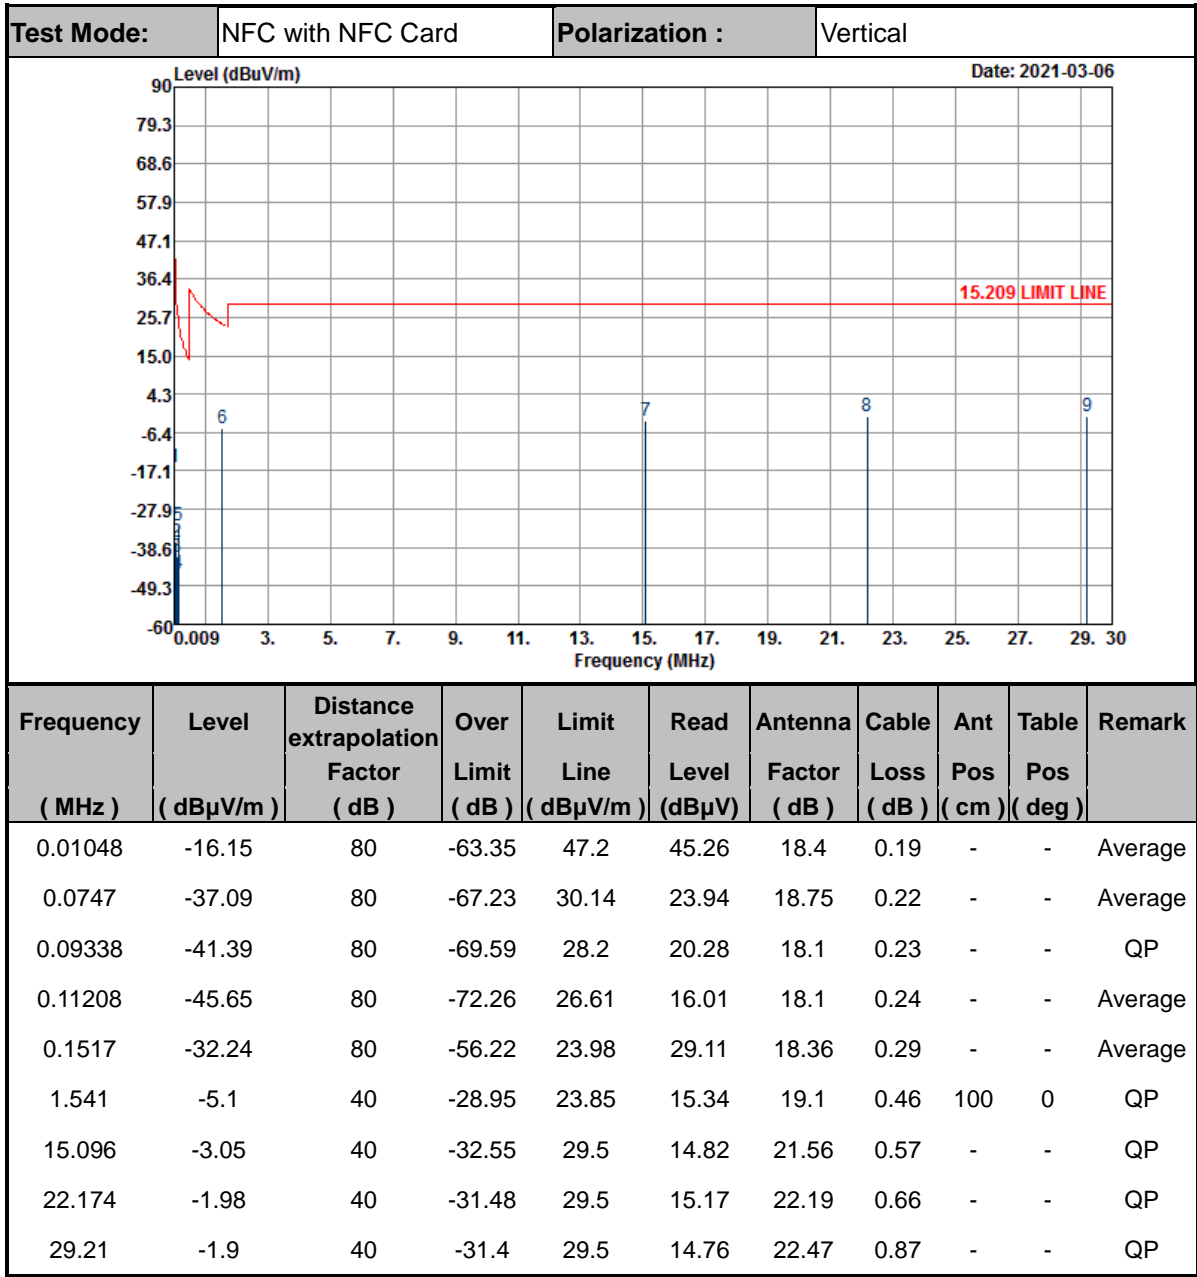 Test Mode: NFC with NFC Card Polarization : Vertical
Level (dBuV/m) Date: 2021-03-06
90
79.3
68.6
57.9
47.1
36.4
15.209 LIMIT LINE
25.7
15.0
4.3
6 7 8 9
-6.4
-17.1
-27.9
5
-38.6
-49.3
-60
0.009 3. 5. 7. 9. 11. 13. 15. 17. 19. 21. 23. 25. 27. 29. 30
Frequency (MHz)
Frequency Level Distance extrapolation Over Limit Read Antenna Cable Ant Table Remark
Factor Limit Line Level Factor Loss Pos Pos
( MHz ) ( dBµV/m ) ( dB ) ( dB ) ( dBµV/m ) (dBµV) ( dB ) ( dB ) ( cm ) ( deg )
0.01048 -16.15 80 -63.35 47.2 45.26 18.4 0.19 - - Average
0.0747 -37.09 80 -67.23 30.14 23.94 18.75 0.22 - - Average
0.09338 -41.39 80 -69.59 28.2 20.28 18.1 0.23 - - QP
0.11208 -45.65 80 -72.26 26.61 16.01 18.1 0.24 - - Average
0.1517 -32.24 80 -56.22 23.98 29.11 18.36 0.29 - - Average
1.541 -5.1 40 -28.95 23.85 15.34 19.1 0.46 100 0 QP
15.096 -3.05 40 -32.55 29.5 14.82 21.56 0.57 - - QP
22.174 -1.98 40 -31.48 29.5 15.17 22.19 0.66 - - QP
29.21 -1.9 40 -31.4 29.5 14.76 22.47 0.87 - - QP